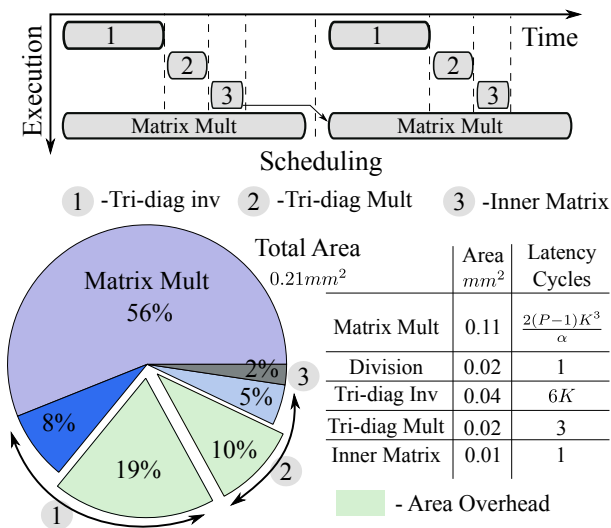 Time
Execution
1
1
2
2
3
3
Matrix Mult
Matrix Mult
Scheduling
1 -Tri-diag inv 2 -Tri-diag Mult 3 -Inner Matrix
Total Area
0.21mm²
Matrix Mult
56%
8%
19%
10%
5%
2%
1
2
3
Area mm² Latency Cycles
Matrix Mult 0.11 2(P−1)K³/α
Division 0.02 1
Tri-diag Inv 0.04 6K
Tri-diag Mult 0.02 3
Inner Matrix 0.01 1
- Area Overhead